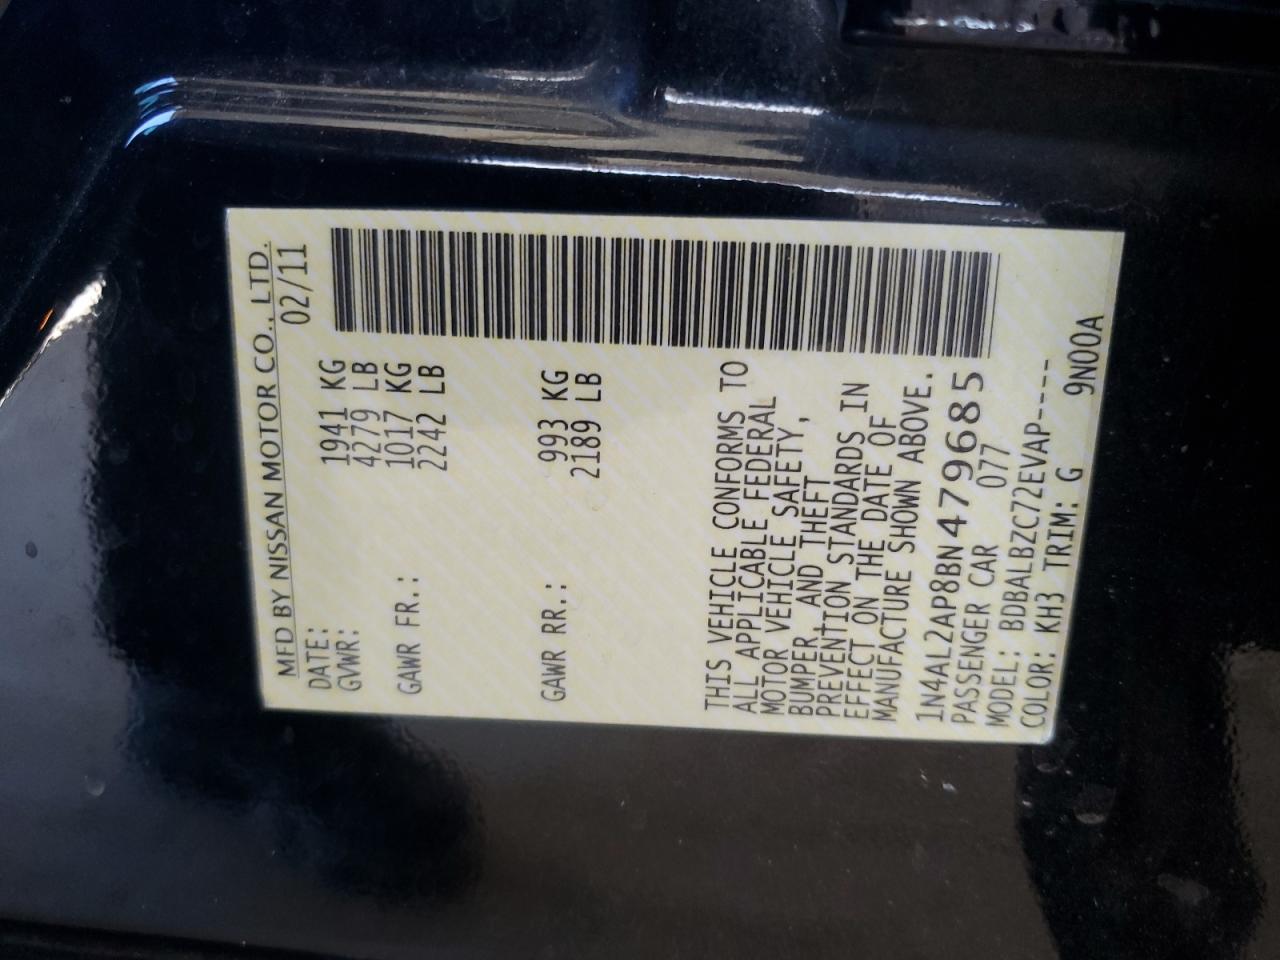 MFD BY NISSAN MOTOR CO., LTD.
DATE: 02/11
GVWR: 1941 KG
4279 LB
GAWR FR.: 1017 KG
2242 LB
GAWR RR.: 993 KG
2189 LB
THIS VEHICLE CONFORMS TO
ALL APPLICABLE FEDERAL
MOTOR VEHICLE SAFETY,
BUMPER, AND THEFT
PREVENTION STANDARDS IN
EFFECT ON THE DATE OF
MANUFACTURE SHOWN ABOVE.
1N4AL2AP8BN479685
PASSENGER CAR 077
MODEL: BDBALBZC72EVAP----
COLOR: KH3 TRIM: G 9N00A